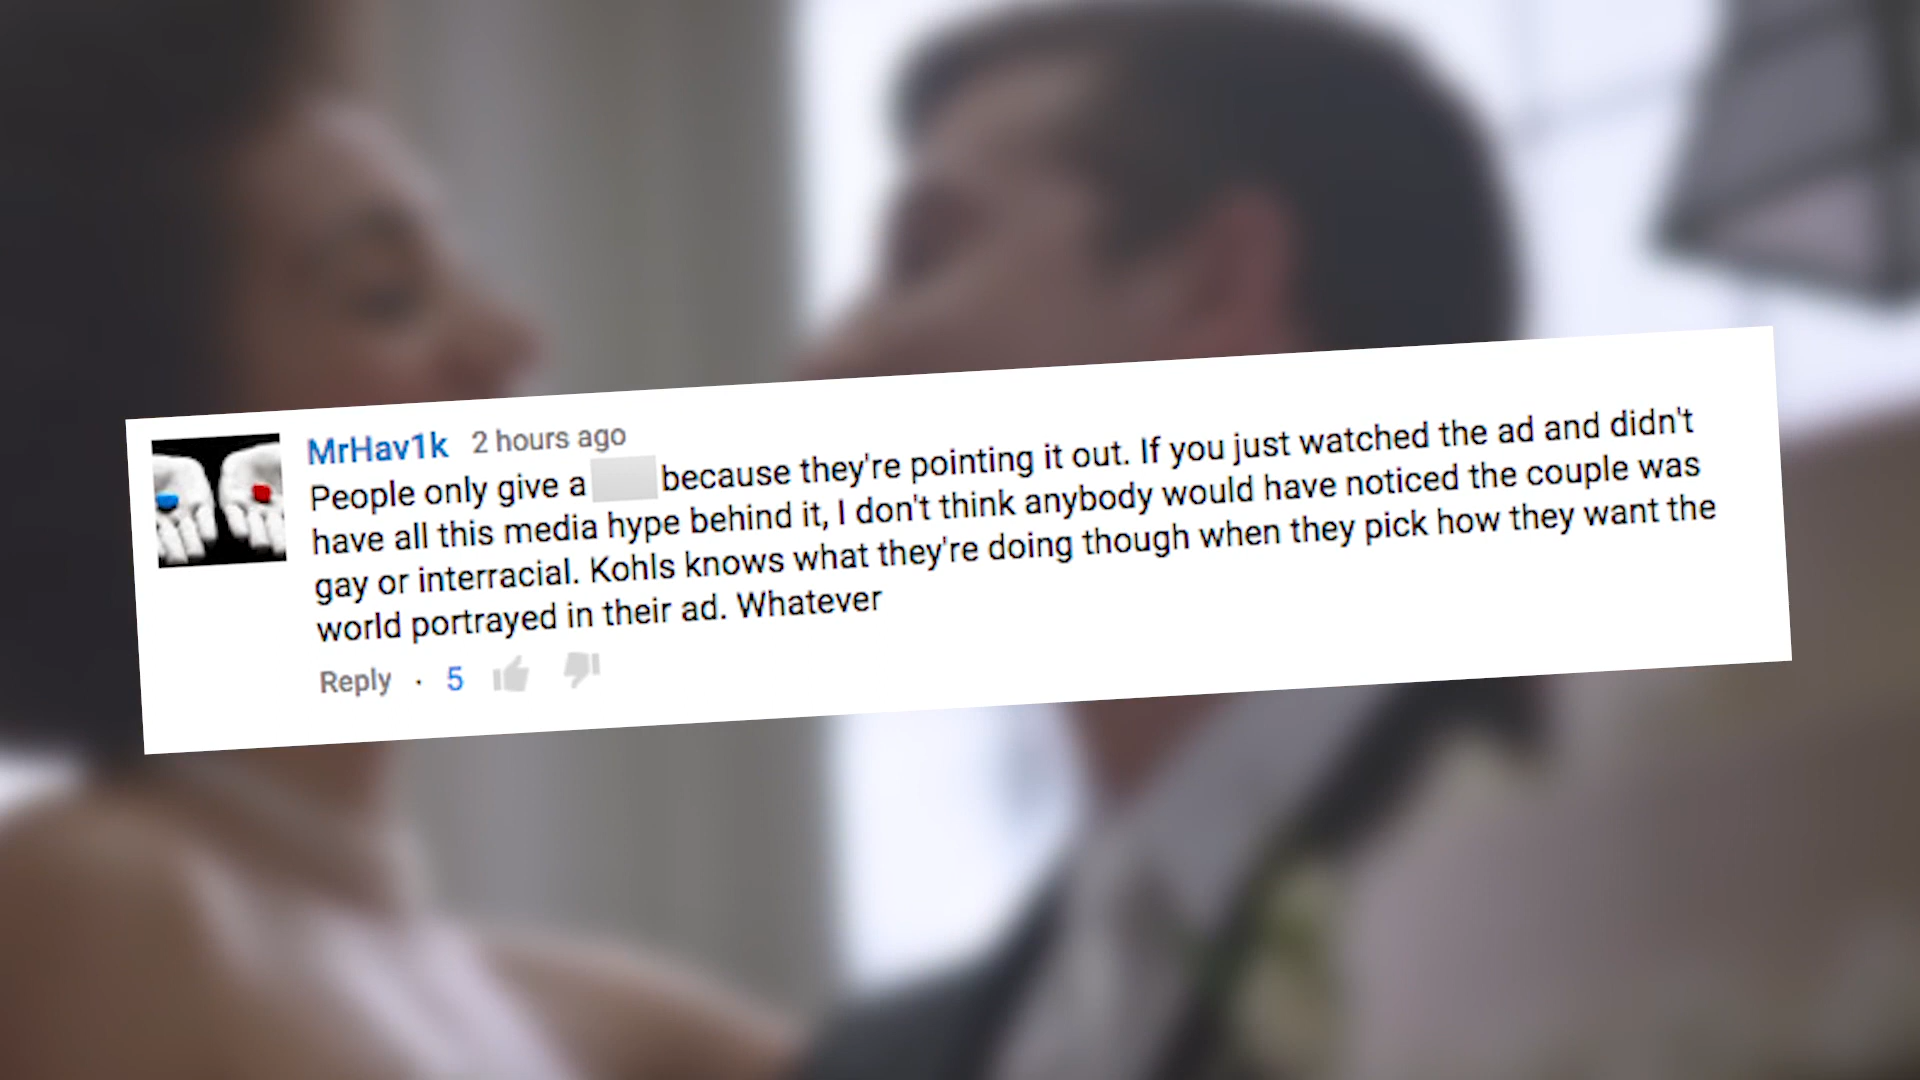 MrHav1k 2 hours ago
People only give a because they're pointing it out. If you just watched the ad and didn't
have all this media hype behind it, I don't think anybody would have noticed the couple was
gay or interracial. Kohls knows what they're doing though when they pick how they want the
world portrayed in their ad. Whatever
Reply · 5